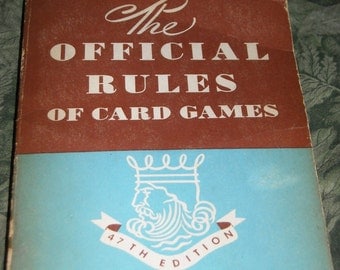 The
OFFICIAL
RULES
OF CARD GAMES
47TH EDITION